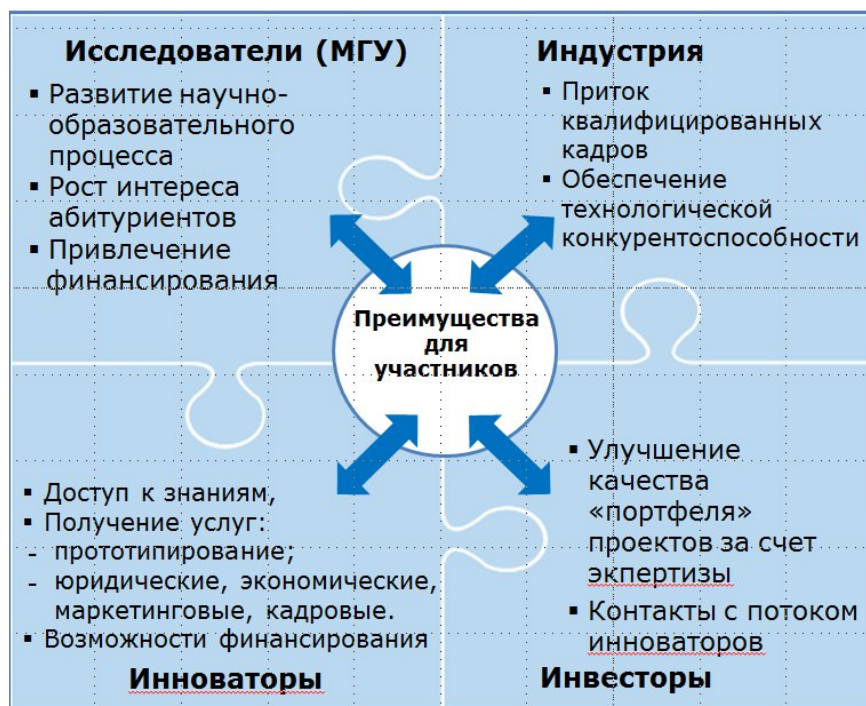 Исследователи (МГУ)
▪ Развитие научно-
образовательного
процесса
▪ Рост интереса
абитуриентов
▪ Привлечение
финансирования
Индустрия
▪ Приток
квалифицированных
кадров
▪ Обеспечение
технологической
конкурентоспособности
Преимущества
для
участников
▪ Доступ к знаниям,
▪ Получение услуг:
- прототипирование;
- юридические, экономические,
маркетинговые, кадровые.
▪ Возможности финансирования
Инноваторы
▪ Улучшение
качества
«портфеля»
проектов за счет
экпертизы
▪ Контакты с потоком
инноваторов
Инвесторы